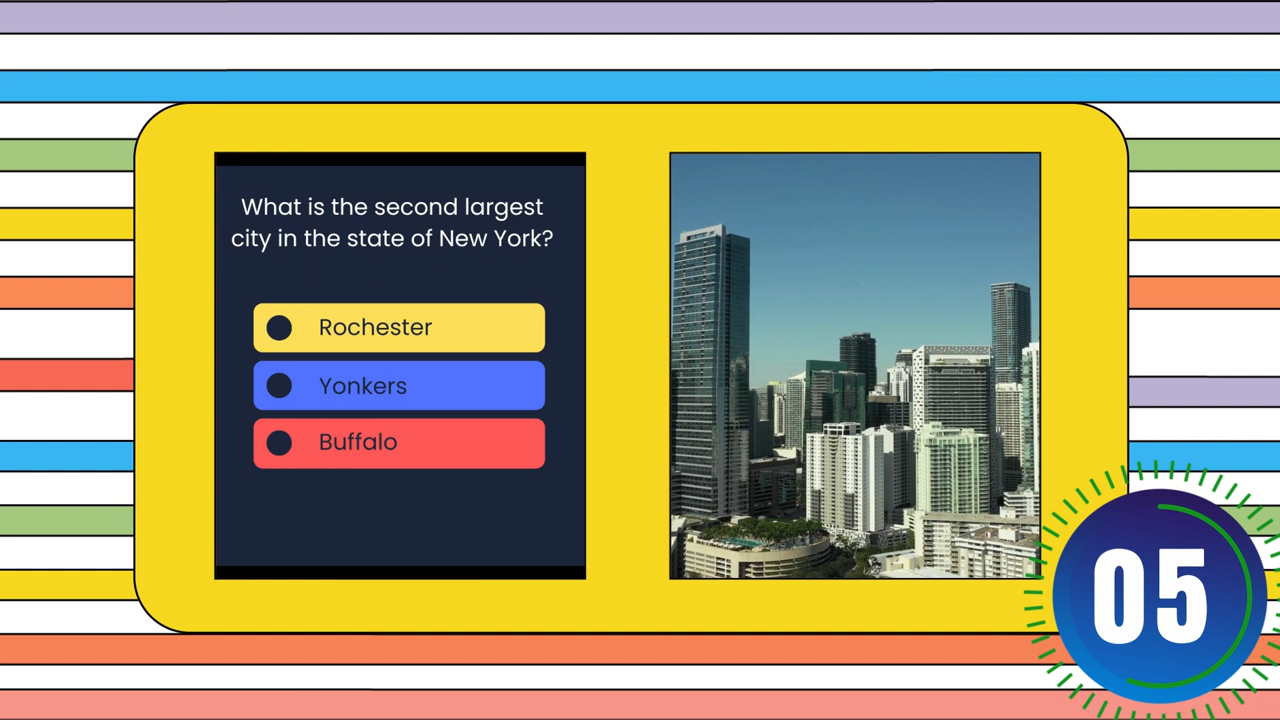 What is the second largest
city in the state of New York?
Rochester
Yonkers
Buffalo
05